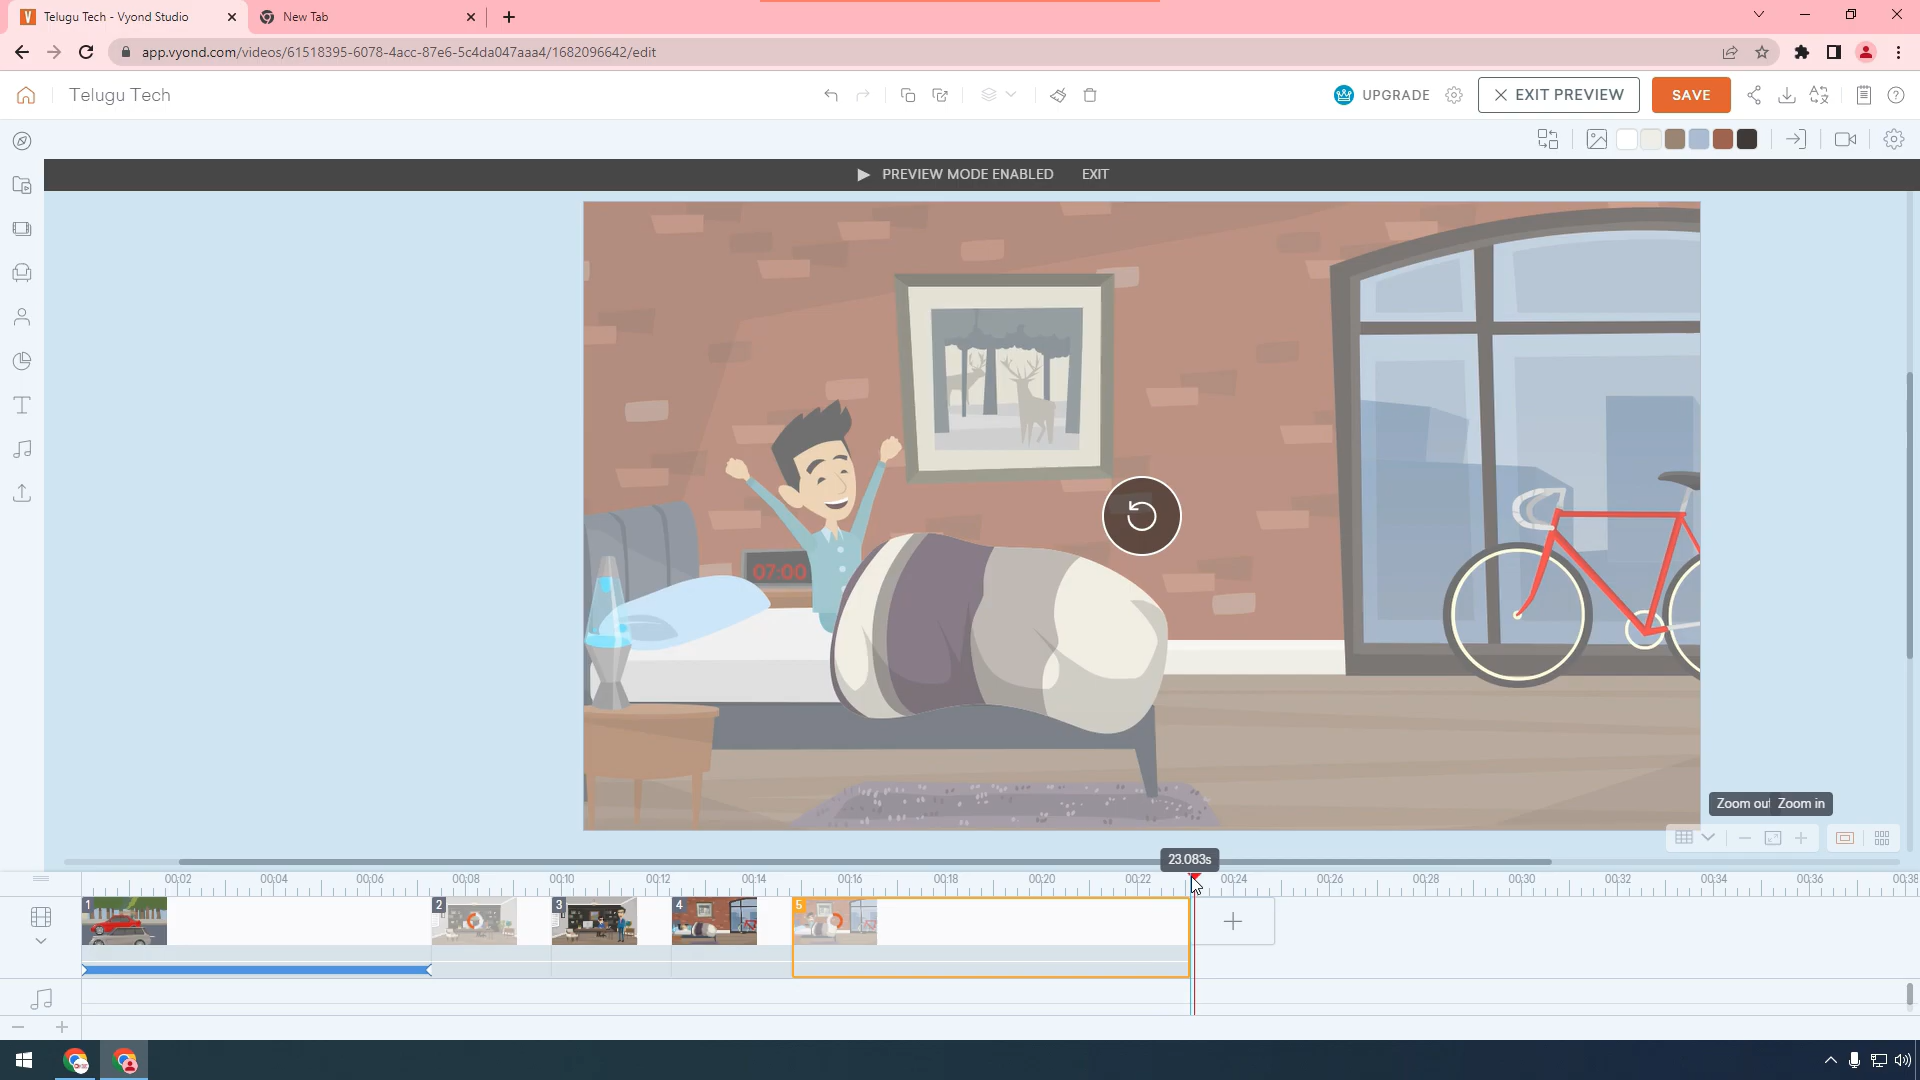 Telugu Tech - Vyond Studio
New Tab
app.vyond.com/videos/61518395-6078-4acc-87e6-5c4da047aaa4/1682096642/edit
Telugu Tech
UPGRADE
EXIT PREVIEW
SAVE
PREVIEW MODE ENABLED
EXIT
07:00
Zoom out
Zoom in
23.083s
00:02
00:04
00:06
00:08
00:10
00:12
00:14
00:16
00:18
00:20
00:22
00:24
00:26
00:28
00:30
00:32
00:34
00:36
00:38
1
2
3
4
5